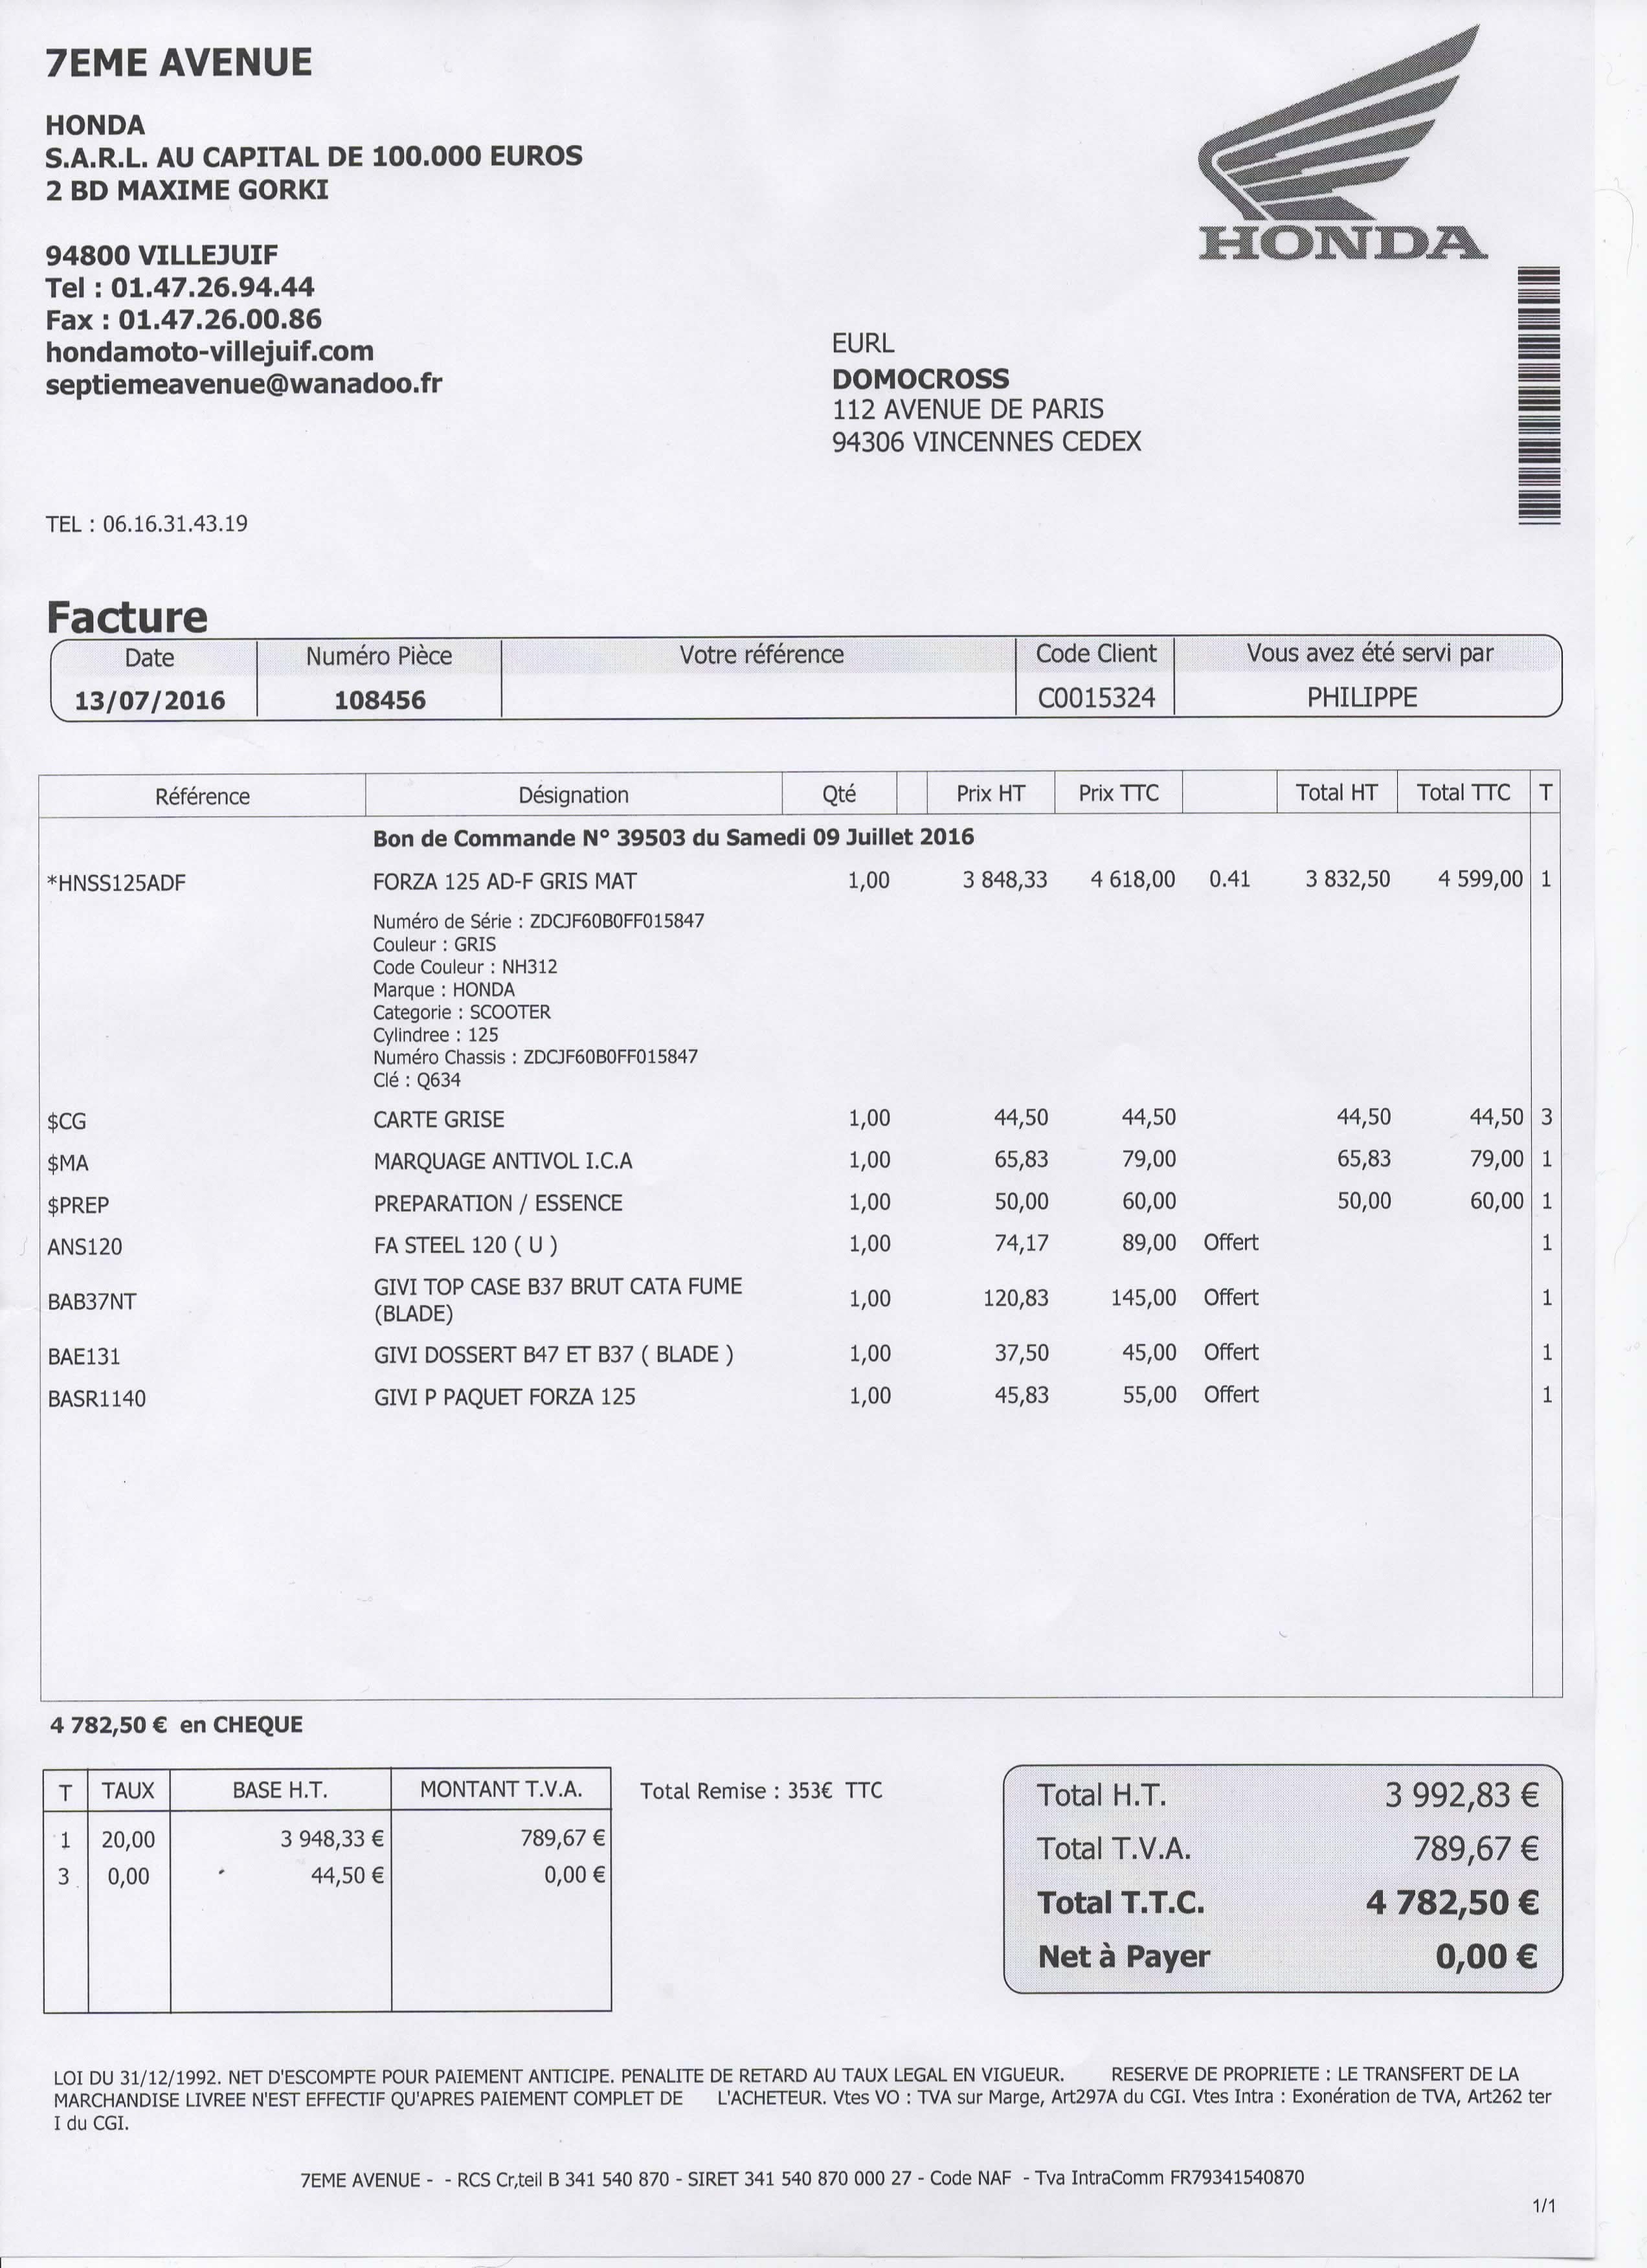 7EME AVENUE
HONDA
S.A.R.L. AU CAPITAL DE 100.000 EUROS
2 BD MAXIME GORKI
94800 VILLEJUIF
Tel : 01.47.26.94.44
Fax : 01.47.26.00.86
hondamoto-villejuif.com
septiemeavenue@wanadoo.fr
HONDA
EURL
DOMOCROSS
112 AVENUE DE PARIS
94306 VINCENNES CEDEX
TEL : 06.16.31.43.19
Facture
Date Numéro Pièce Votre référence Code Client Vous avez été servi par
13/07/2016 108456 C0015324 PHILIPPE
Référence Désignation Qté Prix HT Prix TTC Total HT Total TTC T
Bon de Commande N° 39503 du Samedi 09 Juillet 2016
*HNSS125ADF FORZA 125 AD-F GRIS MAT 1,00 3 848,33 4 618,00 0.41 3 832,50 4 599,00 1
Numéro de Série : ZDCJF60B0FF015847
Couleur : GRIS
Code Couleur : NH312
Marque : HONDA
Categorie : SCOOTER
Cylindree : 125
Numéro Chassis : ZDCJF60B0FF015847
Clé : Q634
$CG CARTE GRISE 1,00 44,50 44,50 44,50 44,50 3
$MA MARQUAGE ANTIVOL I.C.A 1,00 65,83 79,00 65,83 79,00 1
$PREP PREPARATION / ESSENCE 1,00 50,00 60,00 50,00 60,00 1
ANS120 FA STEEL 120 ( U ) 1,00 74,17 89,00 Offert 1
BAB37NT GIVI TOP CASE B37 BRUT CATA FUME 1,00 120,83 145,00 Offert 1
(BLADE)
BAE131 GIVI DOSSERT B47 ET B37 ( BLADE ) 1,00 37,50 45,00 Offert 1
BASR1140 GIVI P PAQUET FORZA 125 1,00 45,83 55,00 Offert 1
4 782,50 € en CHEQUE
T TAUX BASE H.T. MONTANT T.V.A.
1 20,00 3 948,33 € 789,67 €
3 0,00 44,50 € 0,00 €
Total Remise : 353€ TTC
Total H.T. 3 992,83 €
Total T.V.A. 789,67 €
Total T.T.C. 4 782,50 €
Net à Payer 0,00 €
LOI DU 31/12/1992. NET D'ESCOMPTE POUR PAIEMENT ANTICIPE. PENALITE DE RETARD AU TAUX LEGAL EN VIGUEUR. RESERVE DE PROPRIETE : LE TRANSFERT DE LA
MARCHANDISE LIVREE N'EST EFFECTIF QU'APRES PAIEMENT COMPLET DE L'ACHETEUR. Vtes VO : TVA sur Marge, Art297A du CGI. Vtes Intra : Exonération de TVA, Art262 ter
I du CGI.
7EME AVENUE - - RCS Cr,teil B 341 540 870 - SIRET 341 540 870 000 27 - Code NAF - Tva IntraComm FR79341540870
1/1